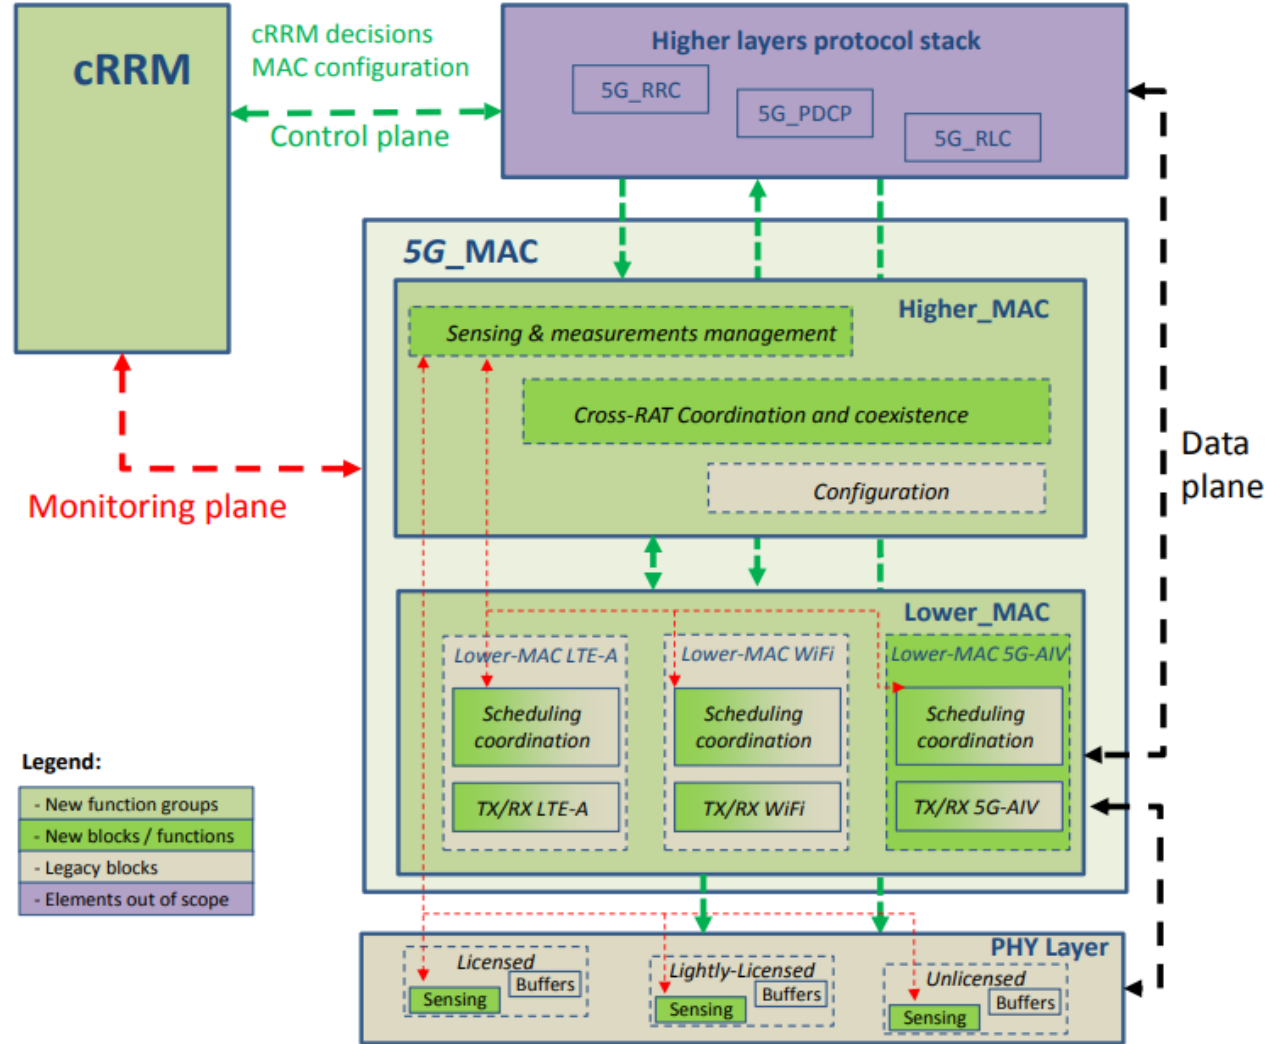 cRRM
cRRM decisions
MAC configuration
Control plane
Higher layers protocol stack
5G_RRC
5G_PDCP
5G_RLC
5G_MAC
Higher_MAC
Sensing & measurements management
Cross-RAT Coordination and coexistence
Configuration
Monitoring plane
Data
plane
Lower_MAC
Lower-MAC LTE-A
Scheduling
coordination
TX/RX LTE-A
Lower-MAC WiFi
Scheduling
coordination
TX/RX WiFi
Lower-MAC 5G-AIV
Scheduling
coordination
TX/RX 5G-AIV
PHY Layer
Licensed
Sensing
Buffers
Lightly-Licensed
Sensing
Buffers
Unlicensed
Sensing
Buffers
Legend:
- New function groups
- New blocks / functions
- Legacy blocks
- Elements out of scope